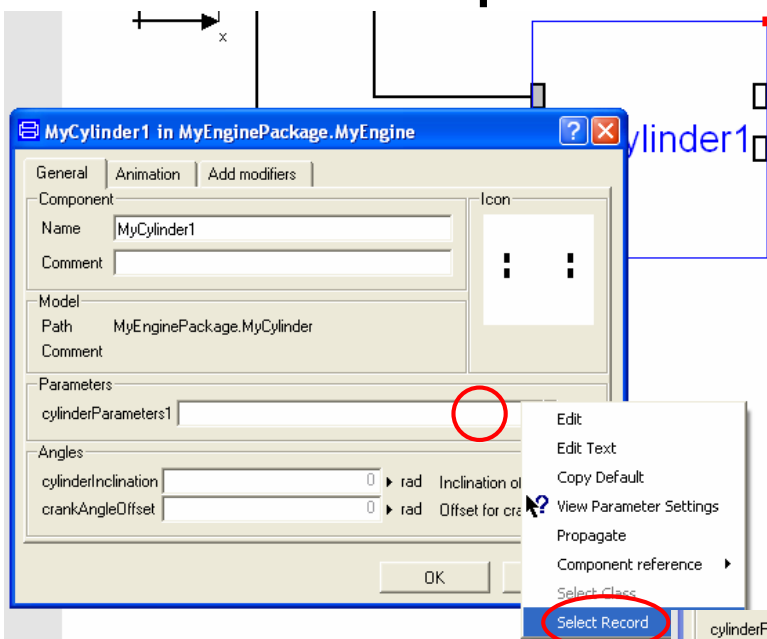 x
MyCylinder1 in MyEnginePackage.MyEngine
ylinder1
General Animation Add modifiers
Component
Icon
Name MyCylinder1
Comment
Model
Path MyEnginePackage.MyCylinder
Comment
Parameters
cylinderParameters1
Angles
cylinderInclination 0 rad Inclination of
crankAngleOffset 0 rad Offset for cra
OK
Edit
Edit Text
Copy Default
? View Parameter Settings
Propagate
Component reference
Select Class
Select Record
cylinderF